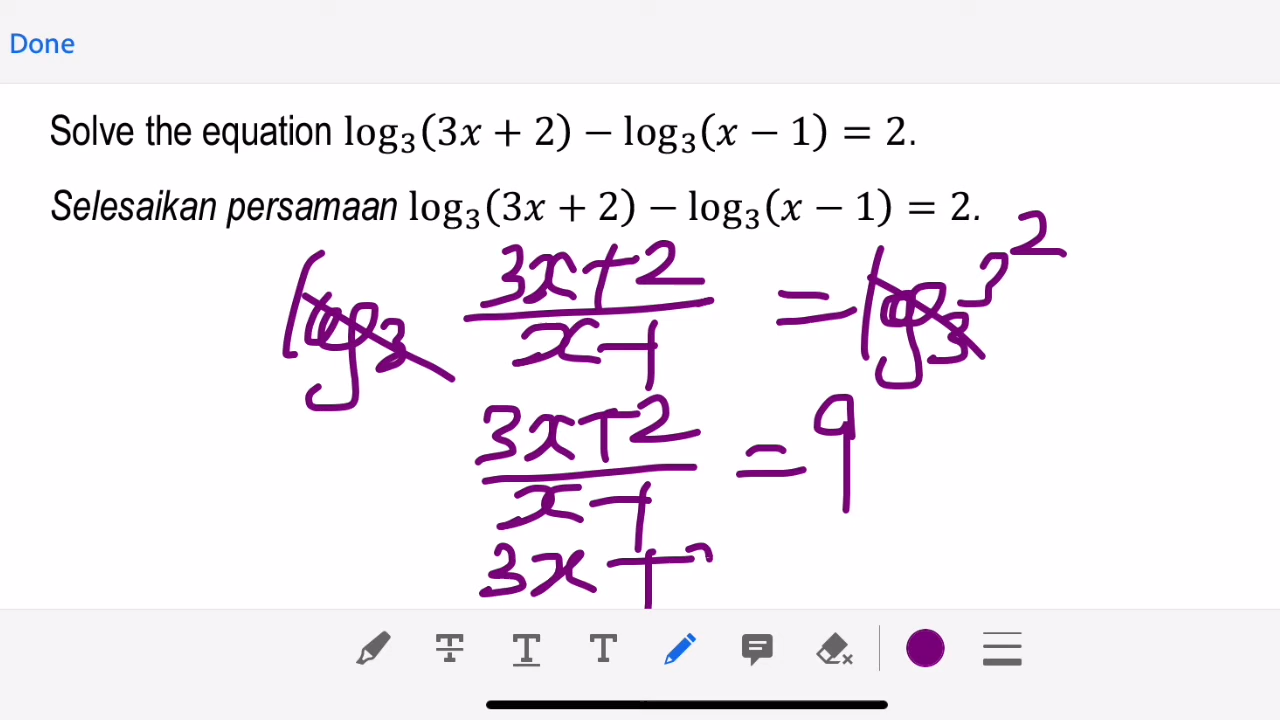 Done
Solve the equation log₃(3x + 2) − log₃(x − 1) = 2.
Selesaikan persamaan log₃(3x + 2) − log₃(x − 1) = 2.
log₃ (3x+2)/(x-1) = log₃ 3²
(3x+2)/(x-1) = 9
3x +